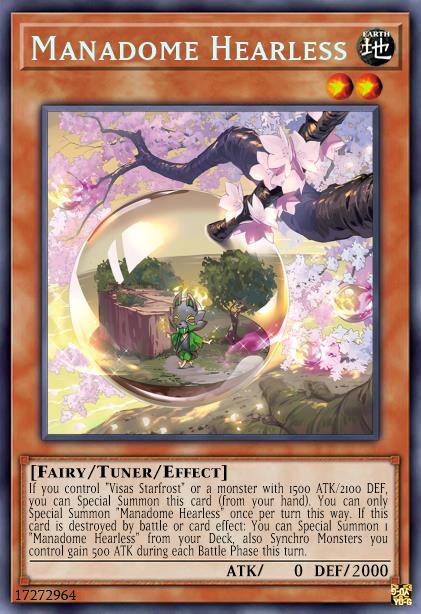 MANADOME HEARLESS
EARTH
地
[FAIRY/TUNER/EFFECT]
If you control "Visas Starfrost" or a monster with 1500 ATK/2100 DEF,
you can Special Summon this card (from your hand). You can only
Special Summon "Manadome Hearless" once per turn this way. If this
card is destroyed by battle or card effect: You can Special Summon 1
"Manadome Hearless" from your Deck, also Synchro Monsters you
control gain 500 ATK during each Battle Phase this turn.
ATK/ 0 DEF/2000
17272964